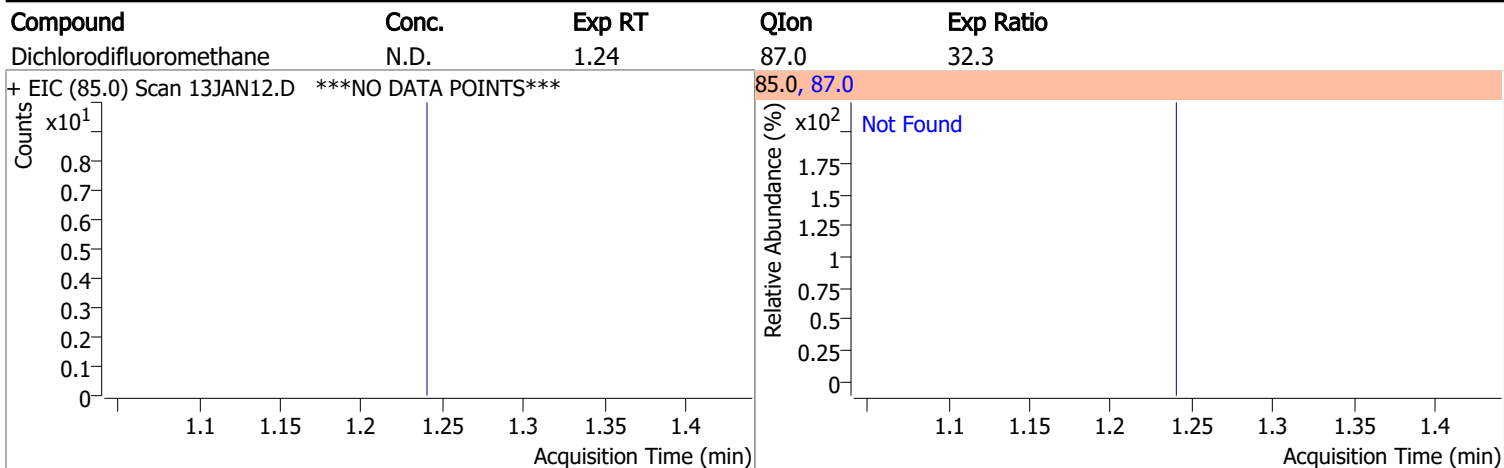 Compound Conc. Exp RT QIon Exp Ratio
Dichlorodifluoromethane N.D. 1.24 87.0 32.3
+ EIC (85.0) Scan 13JAN12.D ***NO DATA POINTS***
Counts
x10¹
0.8
0.7
0.6
0.5
0.4
0.3
0.2
0.1
0
1.1 1.15 1.2 1.25 1.3 1.35 1.4
Acquisition Time (min)
85.0, 87.0
Relative Abundance (%)
x10²
Not Found
1.75
1.5
1.25
1
0.75
0.5
0.25
0
1.1 1.15 1.2 1.25 1.3 1.35 1.4
Acquisition Time (min)